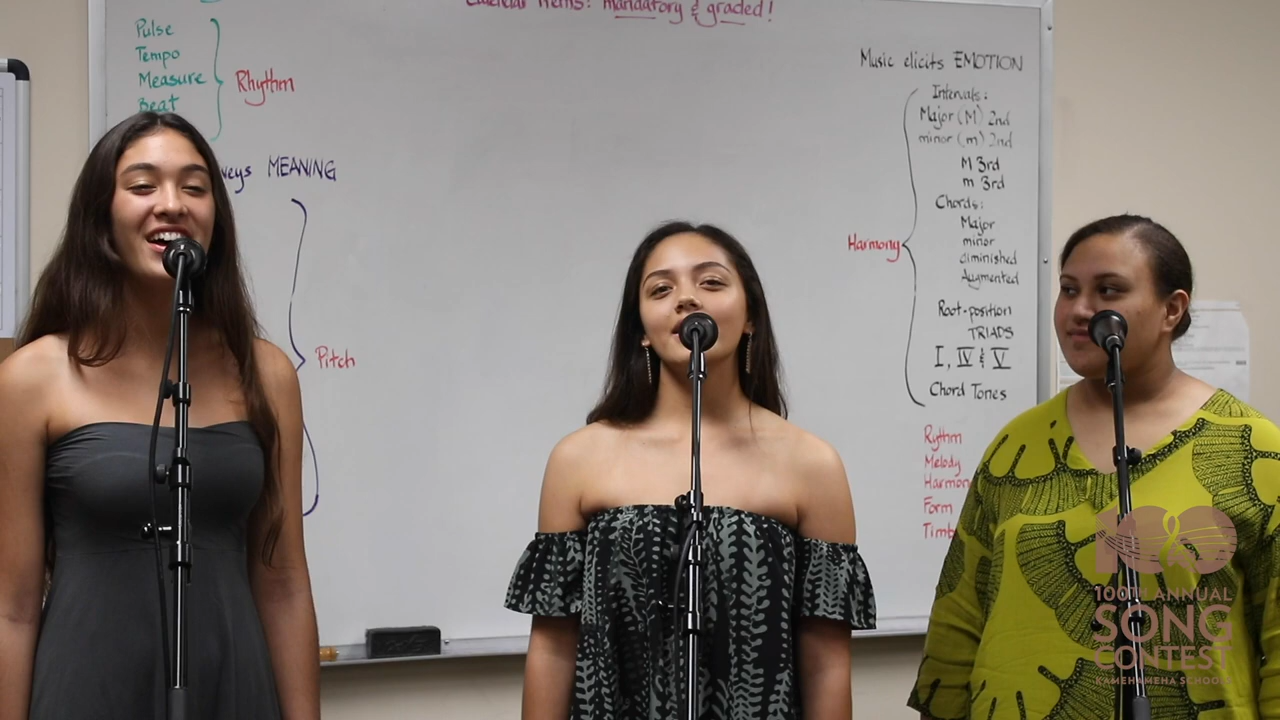 Calendar items: mandatory & graded!
Pulse
Tempo
Measure
Beat
Rhythm
MEANING
Pitch
Music elicits EMOTION
Intervals:
Major (M) 2nd
minor (m) 2nd
M 3rd
m 3rd
Chords:
Major
minor
diminished
Augmented
Harmony
Root-position
TRIADS
I, IV & V
Chord Tones
Rythm
Melody
Harmon
Form
Timb
100
100TH ANNUAL
SONG
CONTEST
KAMEHAMEHA SCHOOLS